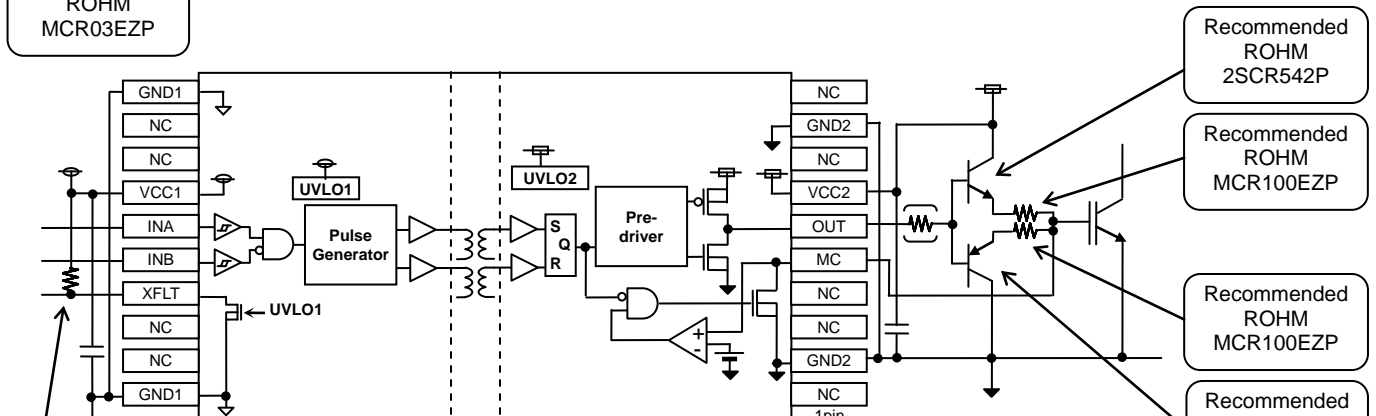 ROHM
MCR03EZP
Recommended
ROHM
2SCR542P
Recommended
ROHM
MCR100EZP
Recommended
ROHM
MCR100EZP
Recommended
GND1
NC
NC
VCC1
INA
INB
XFLT
NC
NC
GND1
UVLO1
Pulse
Generator
UVLO1
UVLO2
S
Q
R
Pre-
driver
+
-
NC
GND2
NC
VCC2
OUT
MC
NC
NC
GND2
NC
1pin